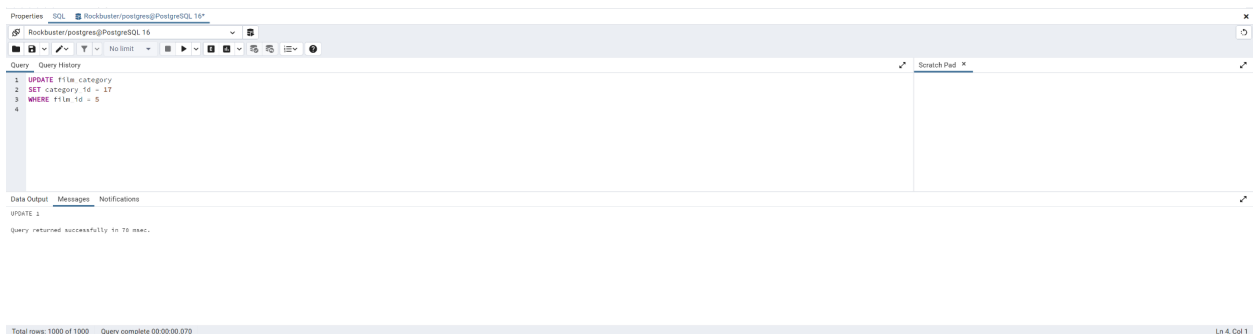 Properties SQL Rockbuster/postgres@PostgreSQL 16*
Rockbuster/postgres@PostgreSQL 16
No limit
Query Query History Scratch Pad
1 UPDATE film_category
2 SET category_id = 17
3 WHERE film_id = 5
4
Data Output Messages Notifications
UPDATE 1
Query returned successfully in 70 msec.
Total rows: 1000 of 1000 Query complete 00:00:00.070 Ln 4, Col 1